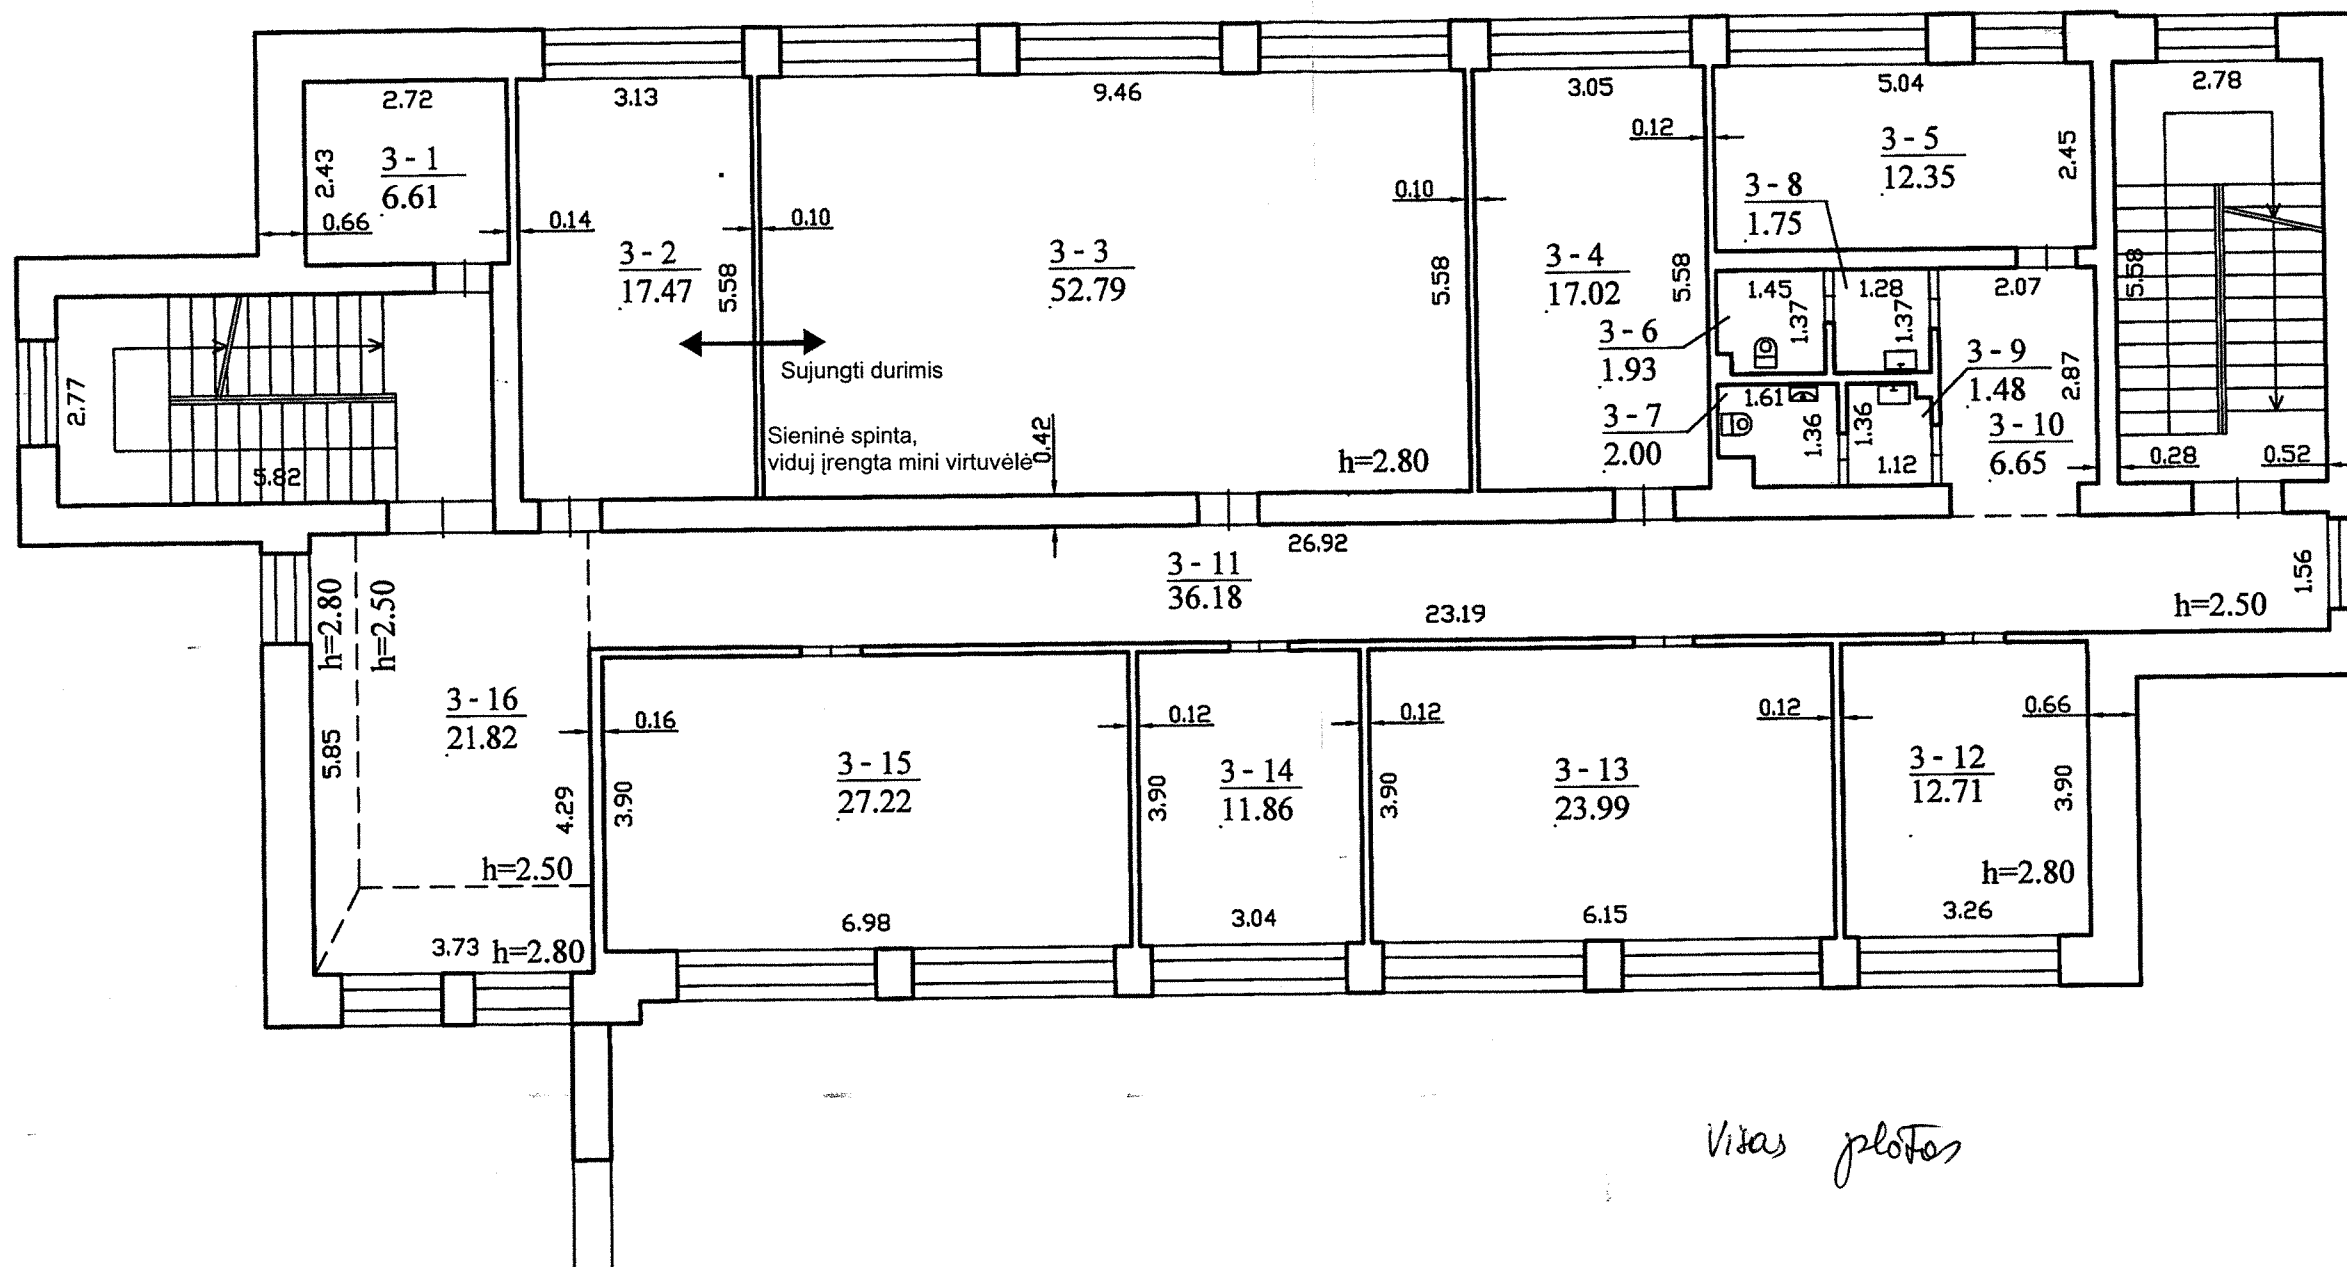 2.72
3.13
9.46
3.05
5.04
2.78
0.12
3 - 5
12.35
2.45
2.43
3 - 1
6.61
3 - 8
1.75
0.10
0.66
0.14
0.10
3 - 2
17.47
5.58
3 - 3
52.79
5.58
3 - 4
17.02
5.58
5.58
1.45
1.37
1.28
1.37
2.07
3 - 6
1.93
3 - 9
1.48
2.87
Sujungti durimis
2.77
3 - 7
2.00
1.61
1.36
1.36
1.12
3 - 10
6.65
0.28
0.52
Sieninė spinta,
viduj įrengta mini virtuvėlė
0.42
h=2.80
5.82
26.92
3 - 11
36.18
23.19
1.56
h=2.50
h=2.80
h=2.50
3 - 16
21.82
5.85
4.29
h=2.50
3.73
h=2.80
0.16
3 - 15
27.22
3.90
6.98
0.12
3 - 14
11.86
3.90
3.04
0.12
3 - 13
23.99
3.90
6.15
0.12
3 - 12
12.71
0.66
3.90
h=2.80
3.26
Visas plotas